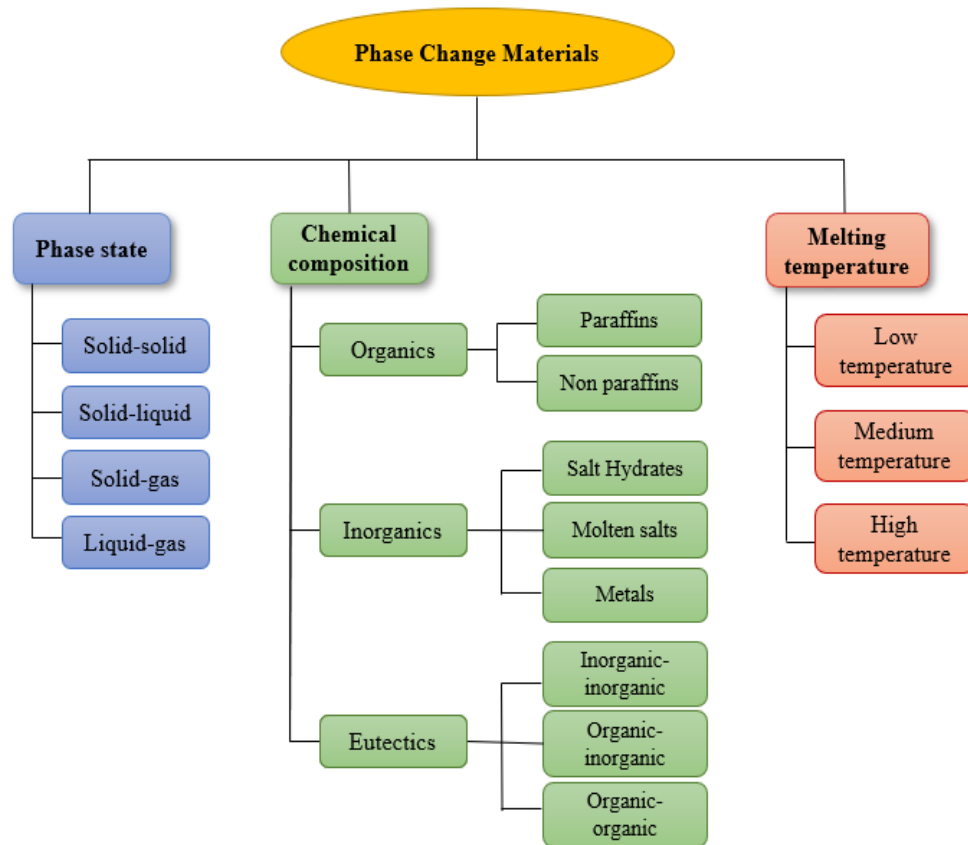 Phase Change Materials
Phase state
Solid-solid
Solid-liquid
Solid-gas
Liquid-gas
Chemical
composition
Organics
Paraffins
Non paraffins
Inorganics
Salt Hydrates
Molten salts
Metals
Eutectics
Inorganic-
inorganic
Organic-
inorganic
Organic-
organic
Melting
temperature
Low
temperature
Medium
temperature
High
temperature